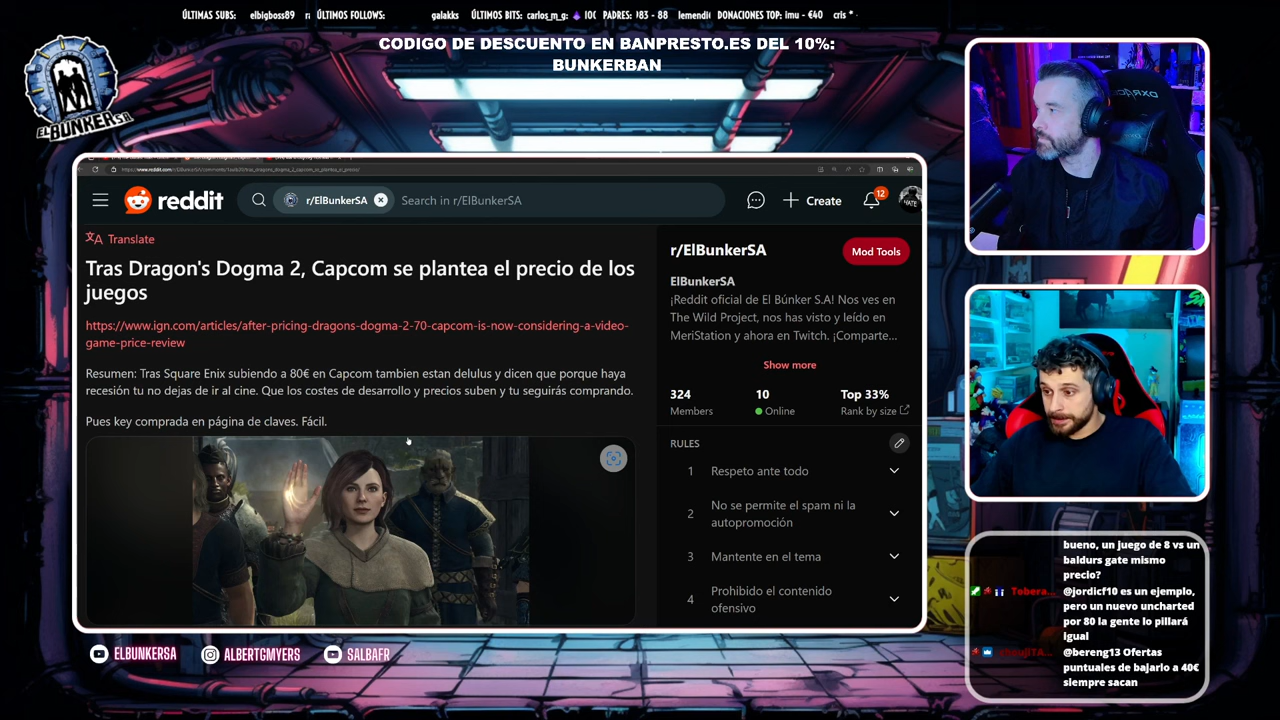 ÚLTIMAS SUBS: elbigboss89 ÚLTIMOS FOLLOWS: galakks ÚLTIMOS BITS: carlos_m_g: PADRES: 983 - 88 lemendi DONACIONES TOP: imu - €40 cris *
CODIGO DE DESCUENTO EN BANPRESTO.ES DEL 10%:
BUNKERBAN
ELBUNKERSA
reddit
r/ElBunkerSA
Search in r/ElBunkerSA
Create
12
Translate
Tras Dragon's Dogma 2, Capcom se plantea el precio de los
juegos
https://www.ign.com/articles/after-pricing-dragons-dogma-2-70-capcom-is-now-considering-a-video-
game-price-review
Resumen: Tras Square Enix subiendo a 80€ en Capcom tambien estan delulus y dicen que porque haya
recesión tu no dejas de ir al cine. Que los costes de desarrollo y precios suben y tu seguirás comprando.
Pues key comprada en página de claves. Fácil.
r/ElBunkerSA
Mod Tools
ElBunkerSA
¡Reddit oficial de El Búnker S.A! Nos ves en
The Wild Project, nos has visto y leído en
MeriStation y ahora en Twitch. ¡Comparte...
Show more
324
Members
10
Online
Top 33%
Rank by size
RULES
1 Respeto ante todo
2 No se permite el spam ni la
autopromoción
3 Mantente en el tema
4 Prohibido el contenido
ofensivo
bueno, un juego de 8 vs un
baldurs gate mismo
precio?
Tobera... @jordicf10 es un ejemplo,
pero un nuevo uncharted
por 80 la gente lo pillará
igual
@bereng13 Ofertas
puntuales de bajarlo a 40€
siempre sacan
ELBUNKERSA
ALBERTGMYERS
SALBAFR